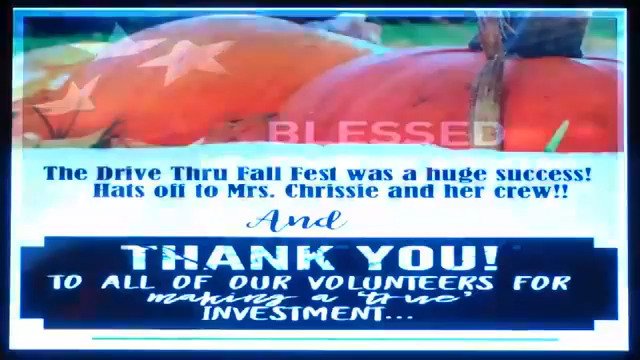 BLESSED
The Drive Thru Fall Fest was a huge success!
Hats off to Mrs. Chrissie and her crew!!
And
THANK YOU!
TO ALL OF OUR VOLUNTEERS FOR
making a 'true'
INVESTMENT...